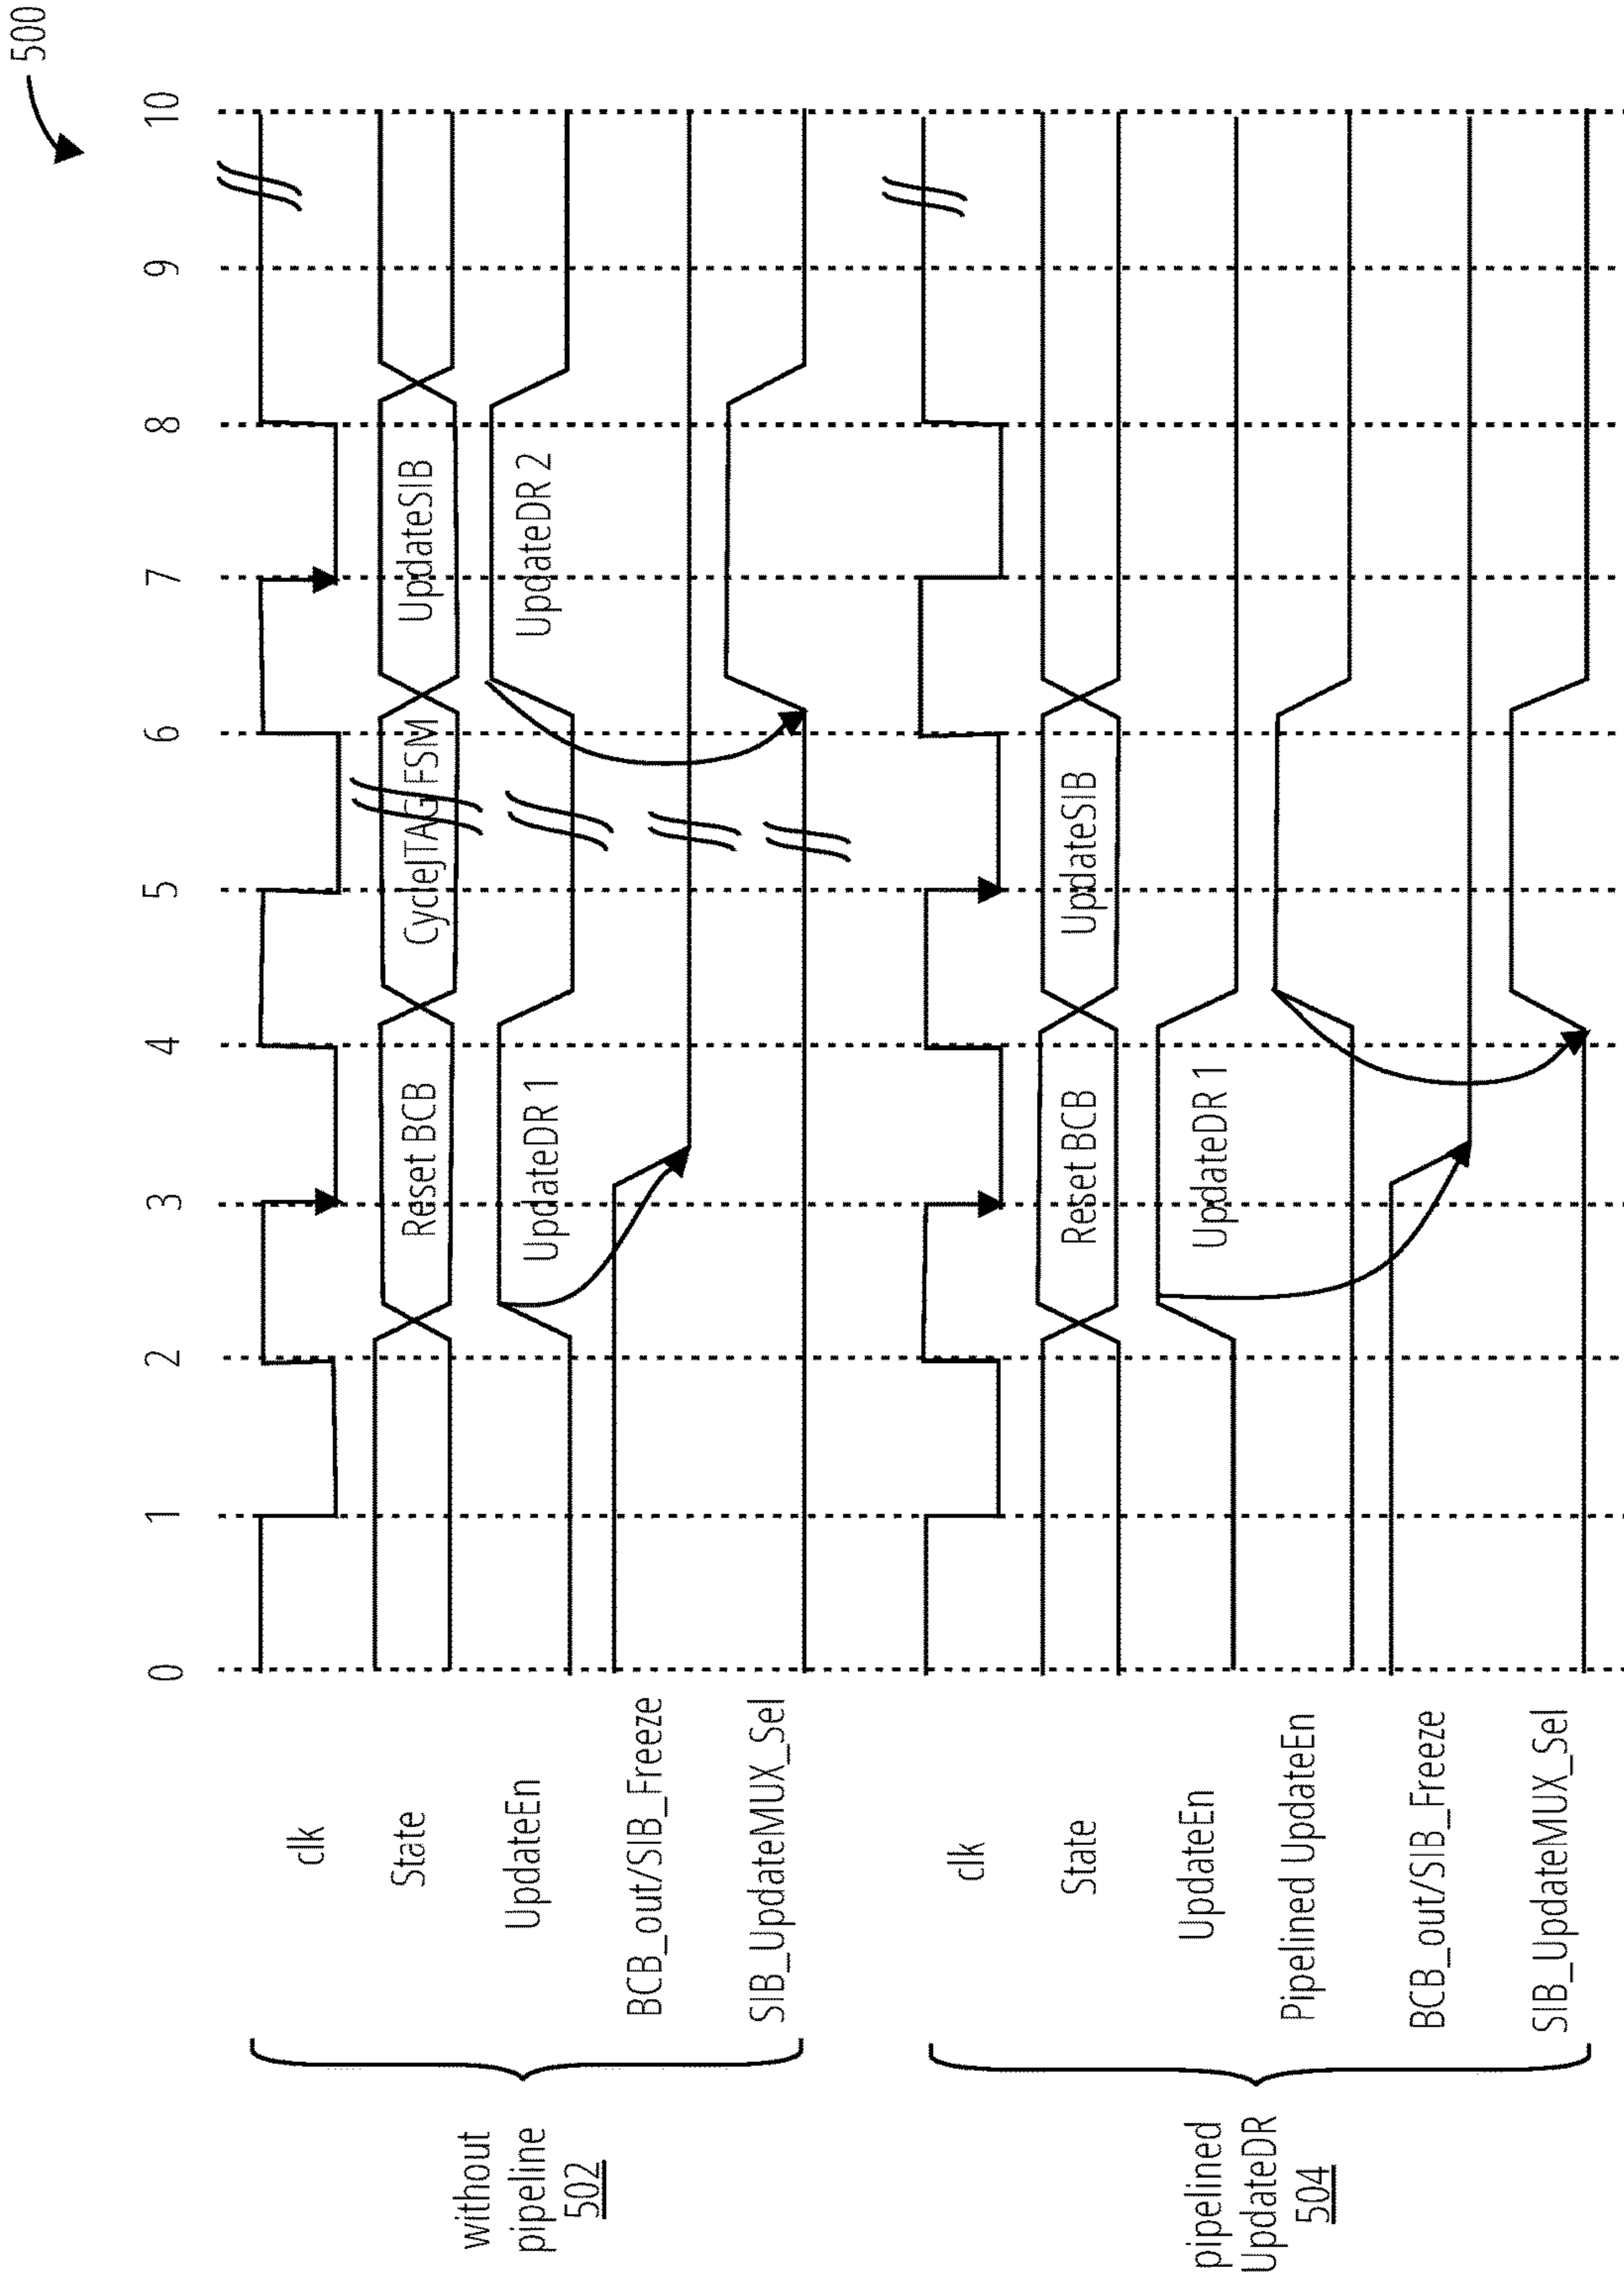 500
0 1 2 3 4 5 6 7 8 9 10
without
pipeline
502
clk
State
Reset BCB
CycleJTAG FSM
UpdateSIB
UpdateEn
UpdateDR 1
UpdateDR 2
BCB_out/SIB_Freeze
SIB_UpdateMUX_Sel
pipelined
UpdateDR
504
clk
State
Reset BCB
UpdateSIB
UpdateEn
UpdateDR 1
Pipelined UpdateEn
BCB_out/SIB_Freeze
SIB_UpdateMUX_Sel